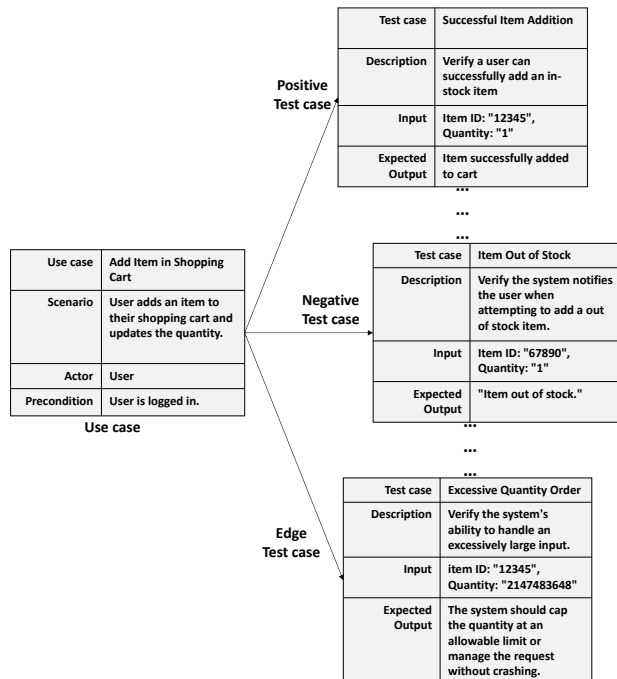 Test case Successful Item Addition
Description Verify a user can
successfully add an in-
stock item
Input Item ID: "12345",
Quantity: "1"
Expected Item successfully added
Output to cart
...
...
...
Positive
Test case
Use case Add Item in Shopping
Cart
Scenario User adds an item to
their shopping cart and
updates the quantity.
Actor User
Precondition User is logged in.
Use case
Negative
Test case
Test case Item Out of Stock
Description Verify the system notifies
the user when
attempting to add a out
of stock item.
Input Item ID: "67890",
Quantity: "1"
Expected "Item out of stock."
Output
...
...
...
Edge
Test case
Test case Excessive Quantity Order
Description Verify the system's
ability to handle an
excessively large input.
Input item ID: "12345",
Quantity: "2147483648"
Expected The system should cap
Output the quantity at an
allowable limit or
manage the request
without crashing.